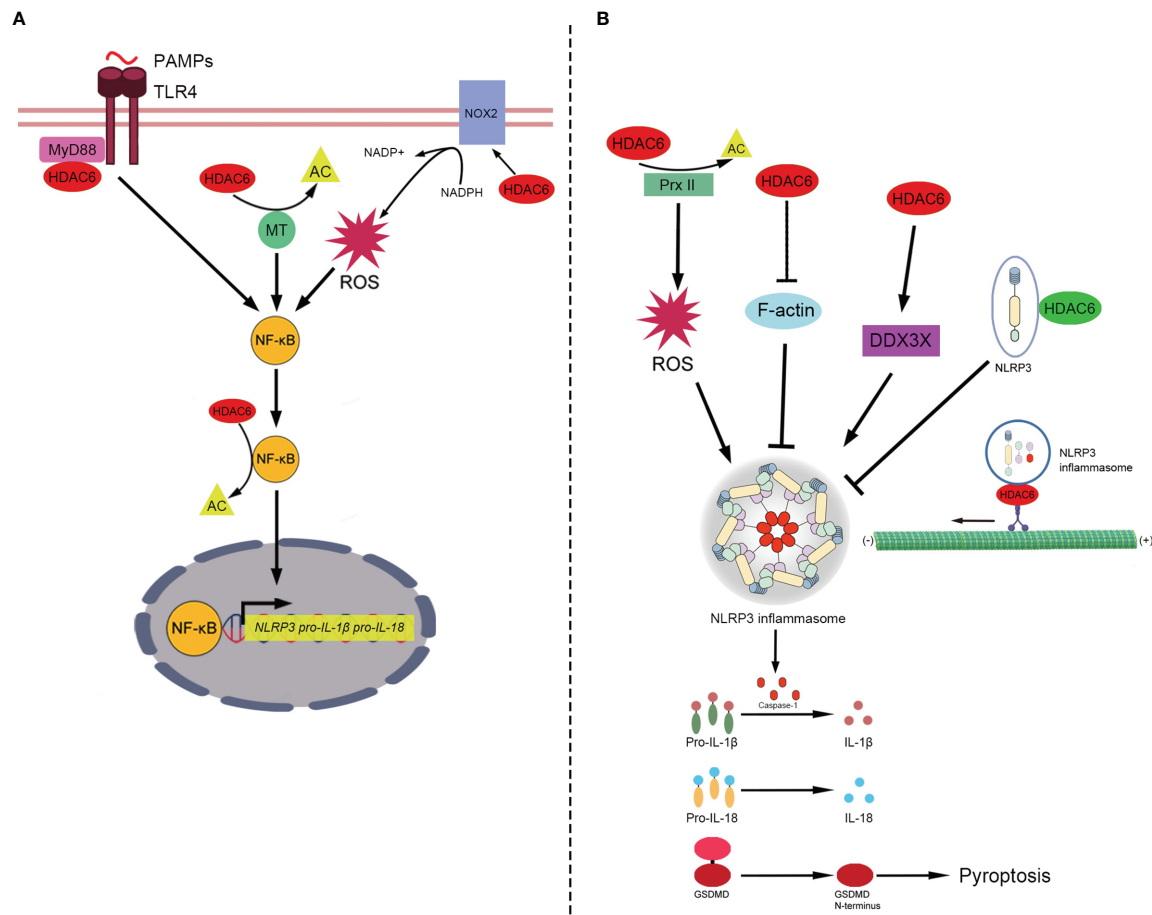 A
PAMPs
TLR4
MyD88
HDAC6
HDAC6
AC
MT
NADP+
NADPH
NOX2
HDAC6
ROS
NF-κB
HDAC6
NF-κB
AC
NF-κB
NLRP3 pro-IL-1β pro-IL-18
B
HDAC6
AC
Prx II
ROS
HDAC6
F-actin
HDAC6
DDX3X
HDAC6
NLRP3
NLRP3
inflammasome
HDAC6
(-)
(+)
NLRP3 inflammasome
Caspase-1
Pro-IL-1β
IL-1β
Pro-IL-18
IL-18
GSDMD
GSDMD
N-terminus
Pyroptosis